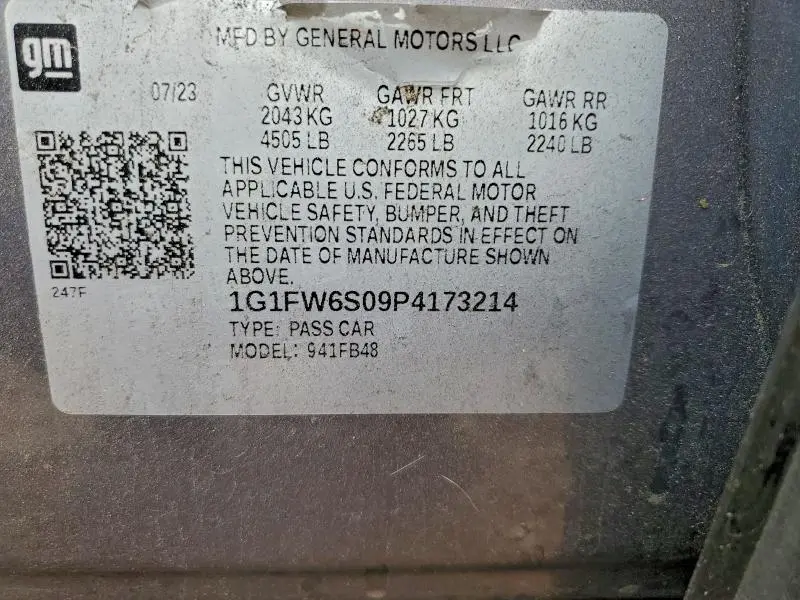 gm
MFD BY GENERAL MOTORS LLC
07/23 GVWR GAWR FRT GAWR RR
2043 KG 1027 KG 1016 KG
4505 LB 2265 LB 2240 LB
THIS VEHICLE CONFORMS TO ALL
APPLICABLE U.S. FEDERAL MOTOR
VEHICLE SAFETY, BUMPER, AND THEFT
PREVENTION STANDARDS IN EFFECT ON
THE DATE OF MANUFACTURE SHOWN
ABOVE.
247F
1G1FW6S09P4173214
TYPE: PASS CAR
MODEL: 941FB48